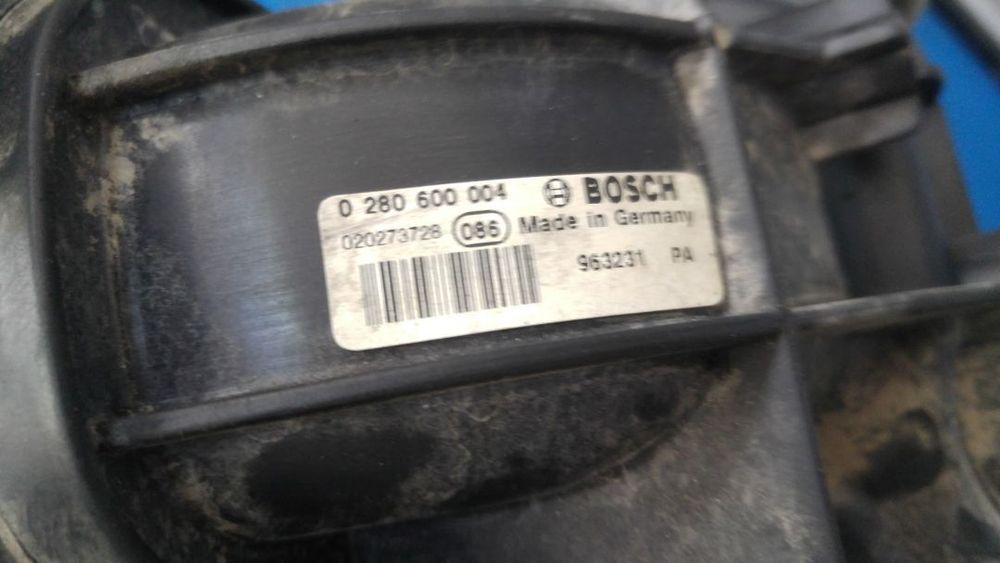 0 280 600 004 BOSCH
020273728 086 Made in Germany
963231 PA